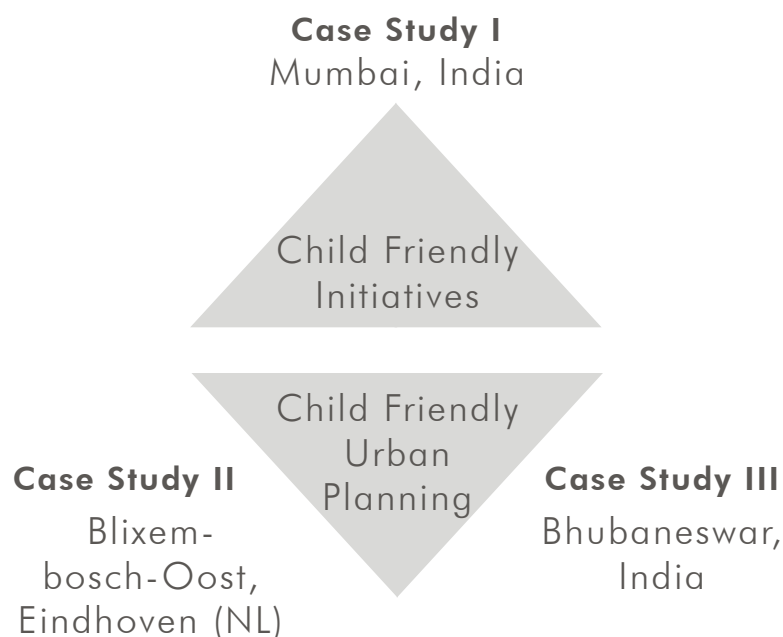 Case Study I
Mumbai, India
Child Friendly
Initiatives
Child Friendly
Urban
Planning
Case Study II
Blixem-
bosch-Oost,
Eindhoven (NL)
Case Study III
Bhubaneswar,
India